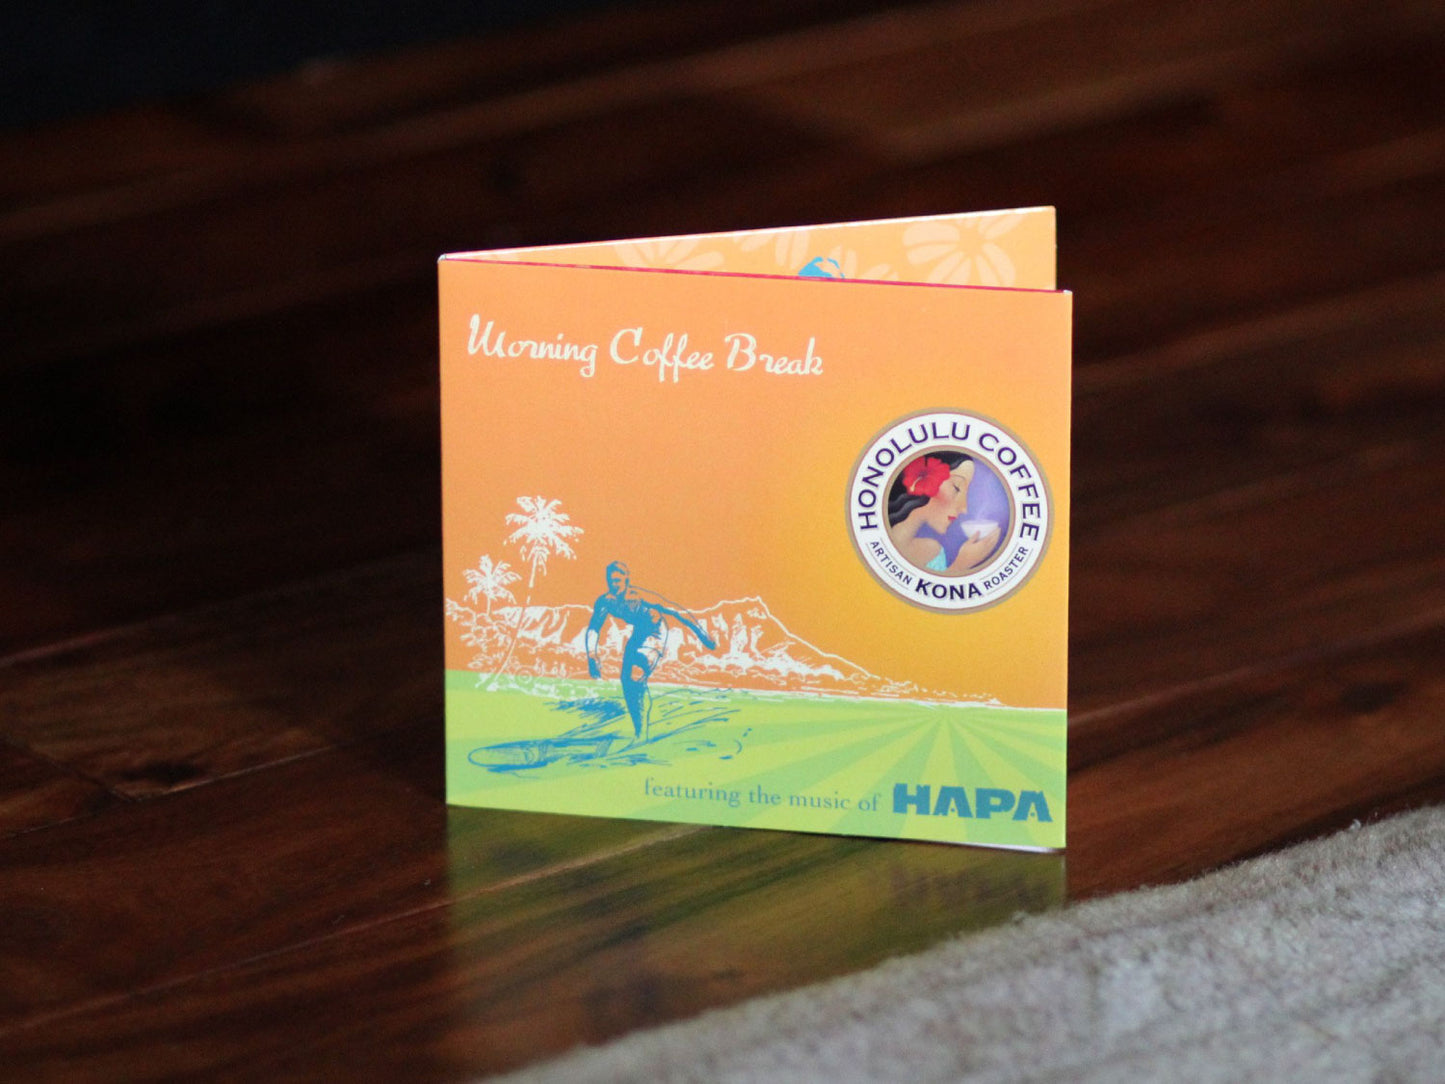 Morning Coffee Break
HONOLULU COFFEE
ARTISAN KONA ROASTER
featuring the music of HAPA